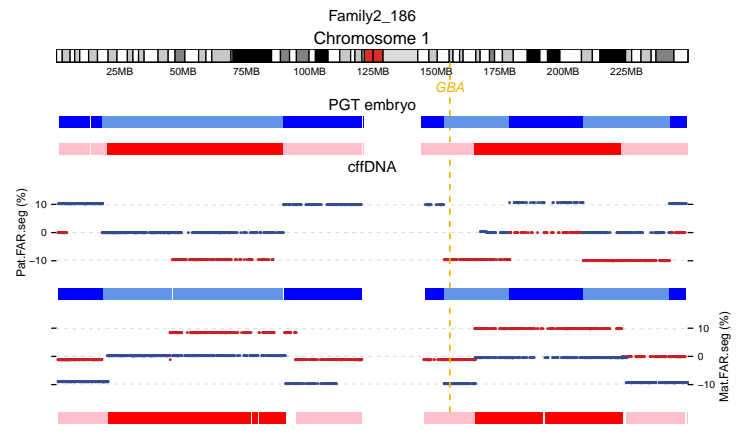 Family2_186
Chromosome 1
25MB 50MB 75MB 100MB 125MB 150MB 175MB 200MB 225MB
GBA
PGT embryo
cffDNA
Pat.FAR.seg (%)
10
0
−10
10
0
−10
Mat.FAR.seg (%)